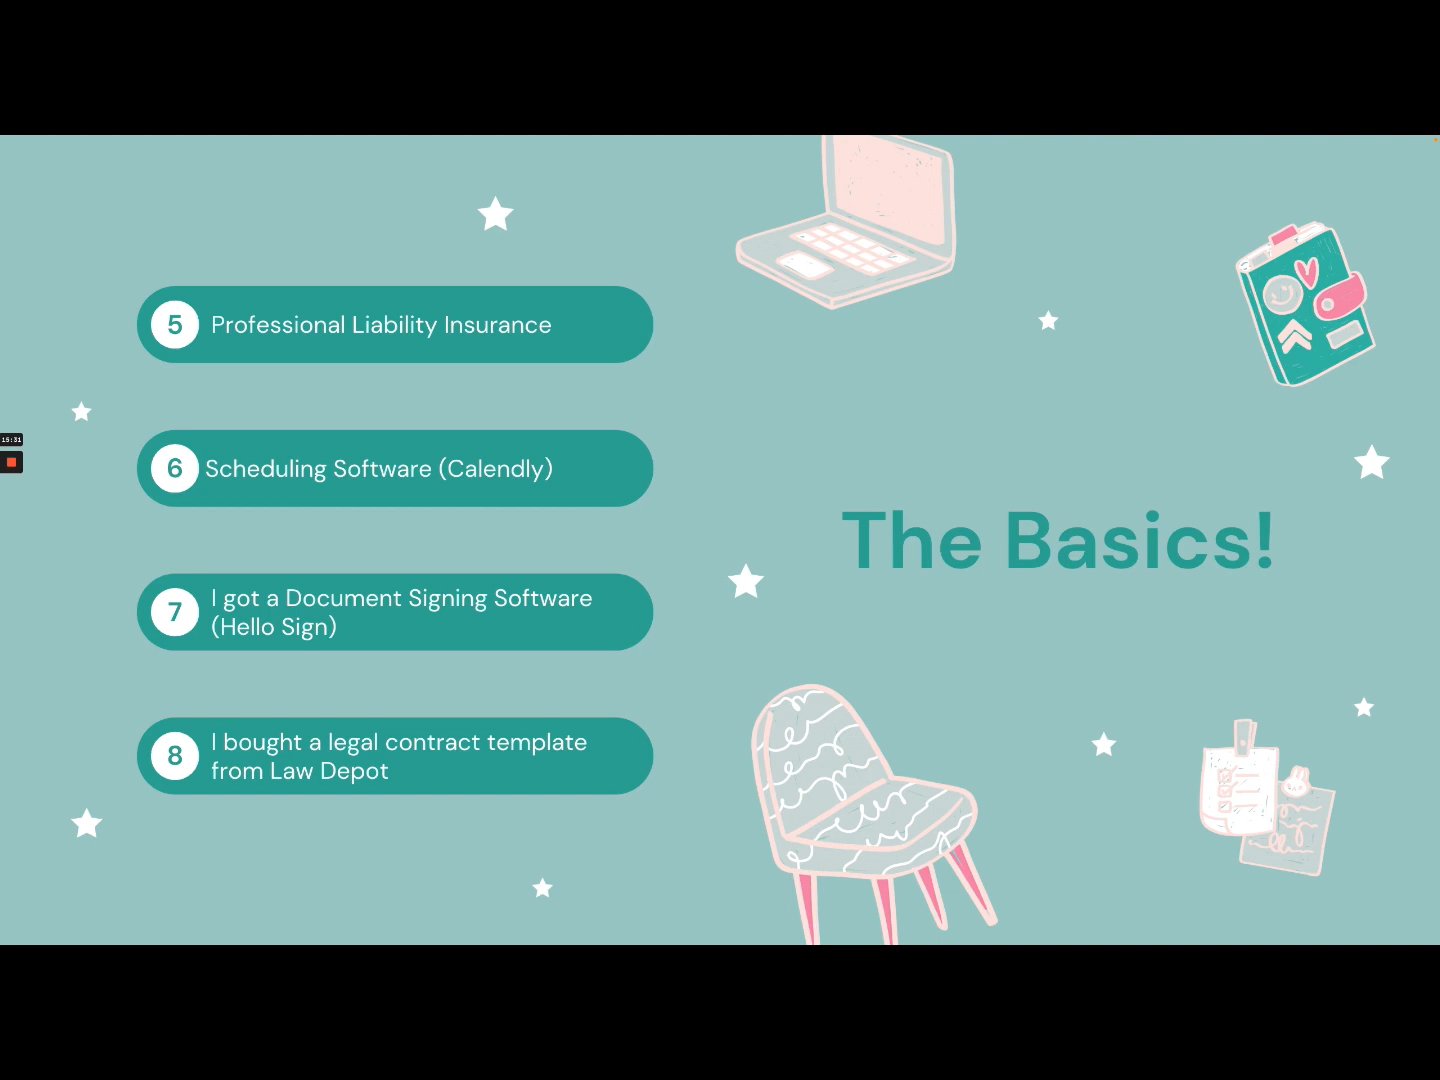 5 Professional Liability Insurance
15:31
6 Scheduling Software (Calendly)
The Basics!
7 I got a Document Signing Software
(Hello Sign)
8 I bought a legal contract template
from Law Depot